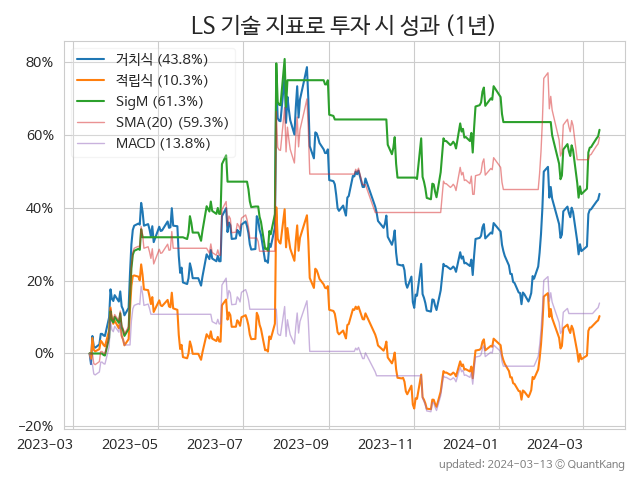 LS 기술 지표로 투자 시 성과 (1년)
거치식 (43.8%)
적립식 (10.3%)
SigM (61.3%)
SMA(20) (59.3%)
MACD (13.8%)
80%
60%
40%
20%
0%
−20%
2023-03 2023-05 2023-07 2023-09 2023-11 2024-01 2024-03
updated: 2024-03-13 ⓒ QuantKang